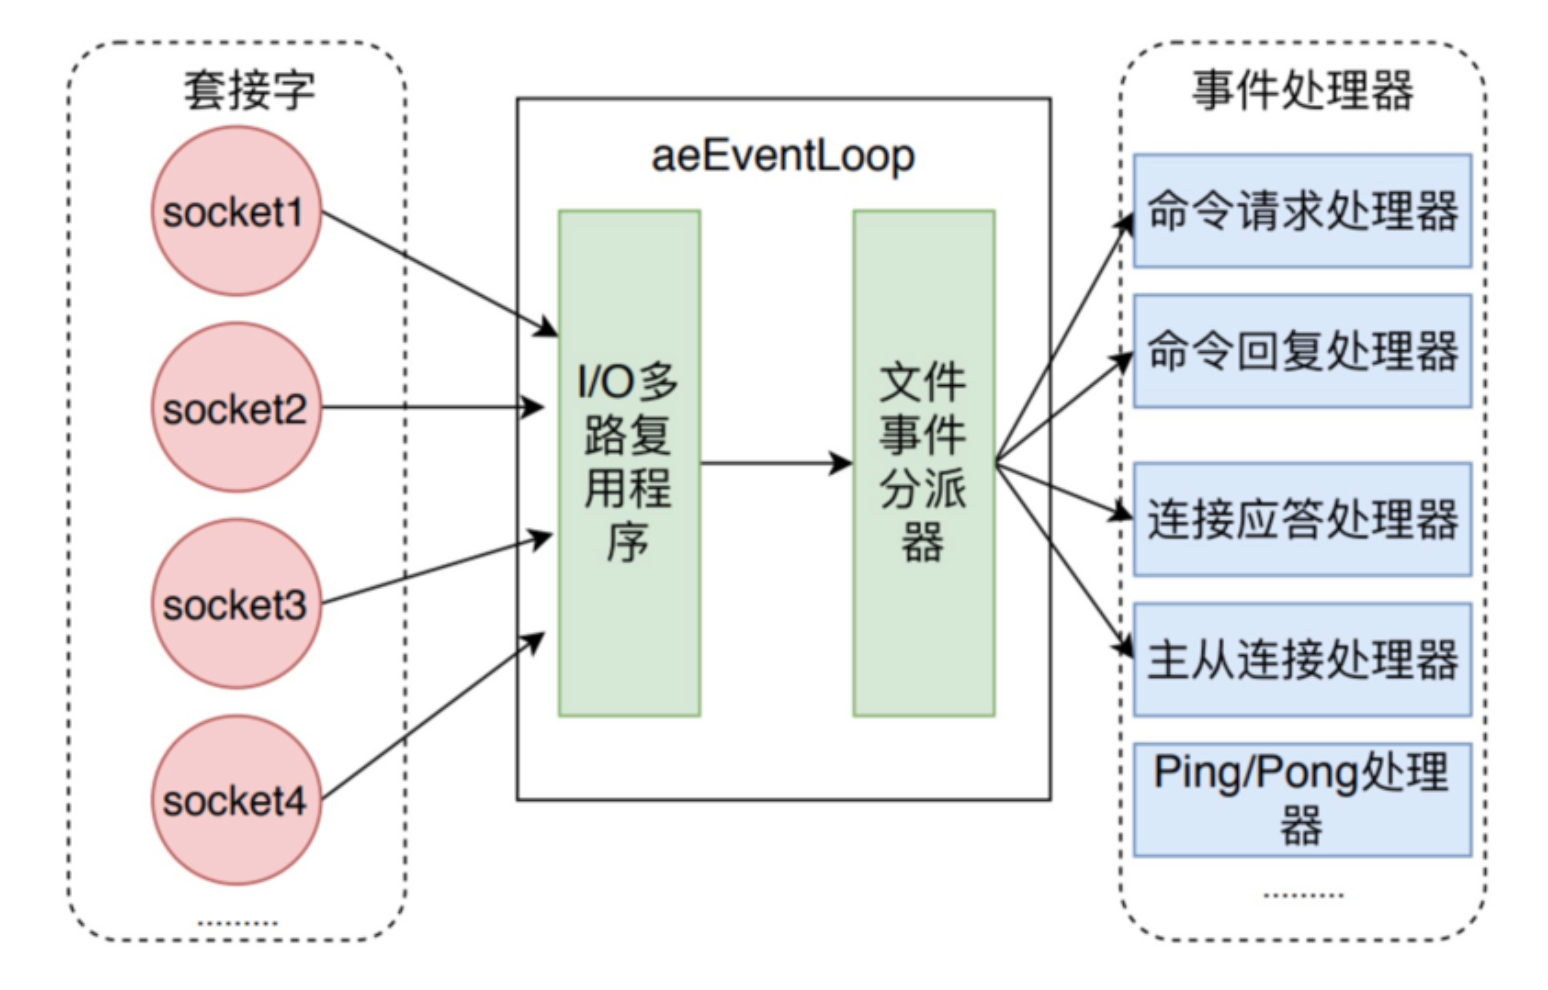 套接字
socket1
socket2
socket3
socket4
.........
aeEventLoop
I/O多
路复
用程
序
文件
事件
分派
器
事件处理器
命令请求处理器
命令回复处理器
连接应答处理器
主从连接处理器
Ping/Pong处理
器
.........